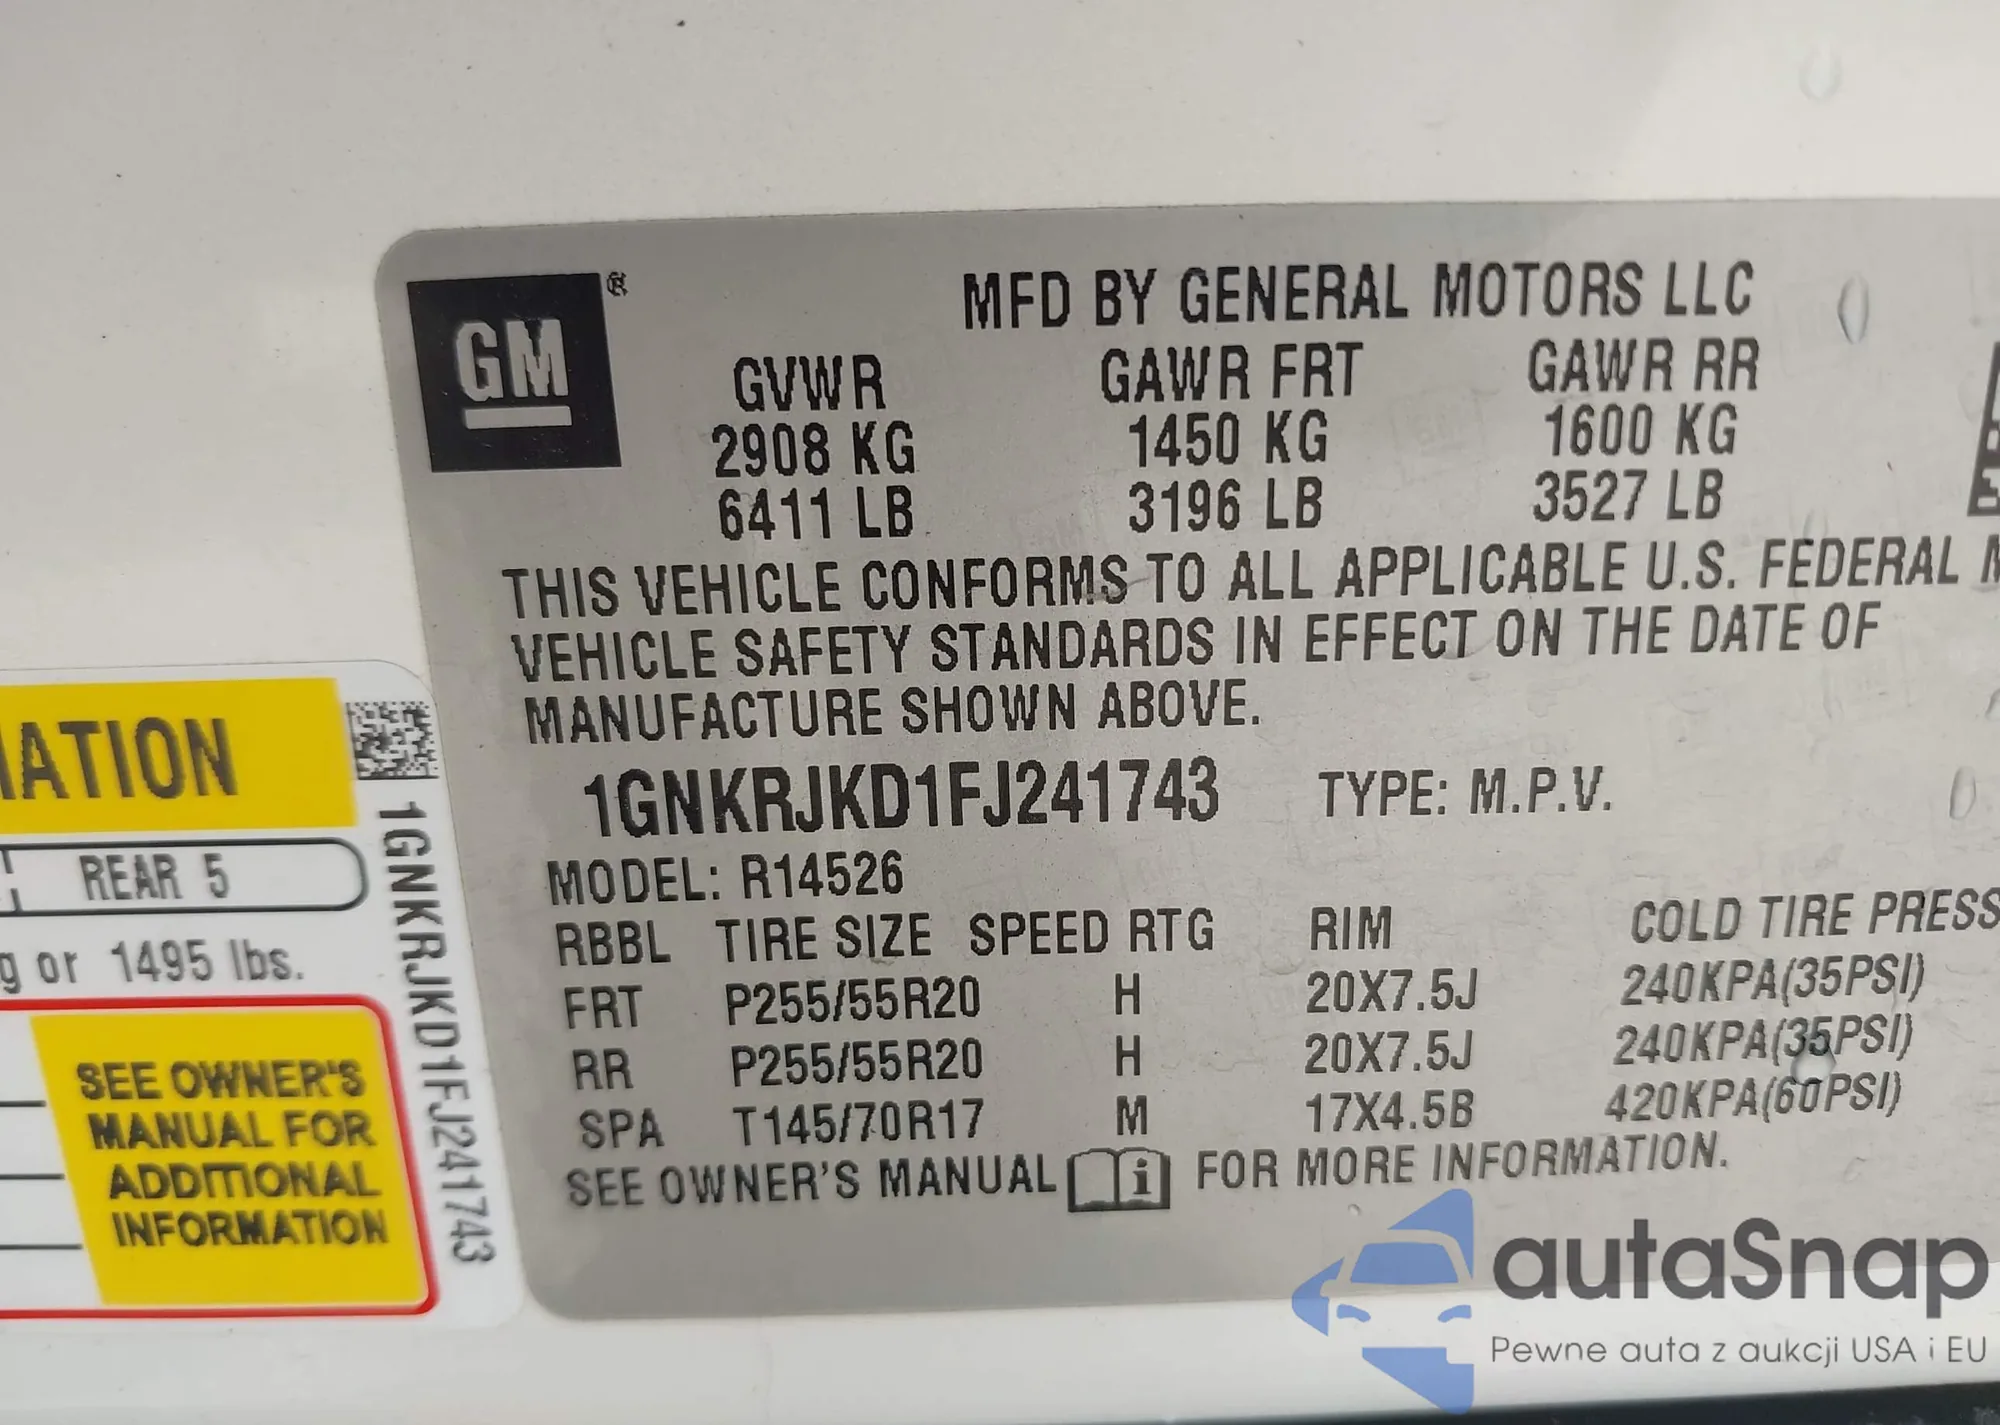 GM®
MFD BY GENERAL MOTORS LLC
GVWR GAWR FRT GAWR RR
2908 KG 1450 KG 1600 KG
6411 LB 3196 LB 3527 LB
THIS VEHICLE CONFORMS TO ALL APPLICABLE U.S. FEDERAL M
VEHICLE SAFETY STANDARDS IN EFFECT ON THE DATE OF
MANUFACTURE SHOWN ABOVE.
1GNKRJKD1FJ241743 TYPE: M.P.V.
MODEL: R14526
RBBL TIRE SIZE SPEED RTG RIM COLD TIRE PRESS
FRT P255/55R20 H 20X7.5J 240KPA(35PSI)
RR P255/55R20 H 20X7.5J 240KPA(35PSI)
SPA T145/70R17 M 17X4.5B 420KPA(60PSI)
SEE OWNER'S MANUAL i FOR MORE INFORMATION.
IATION
REAR 5
g or 1495 lbs.
SEE OWNER'S
MANUAL FOR
ADDITIONAL
INFORMATION
1GNKRJKD1FJ241743
autaSnap
Pewne auta z aukcji USA i EU